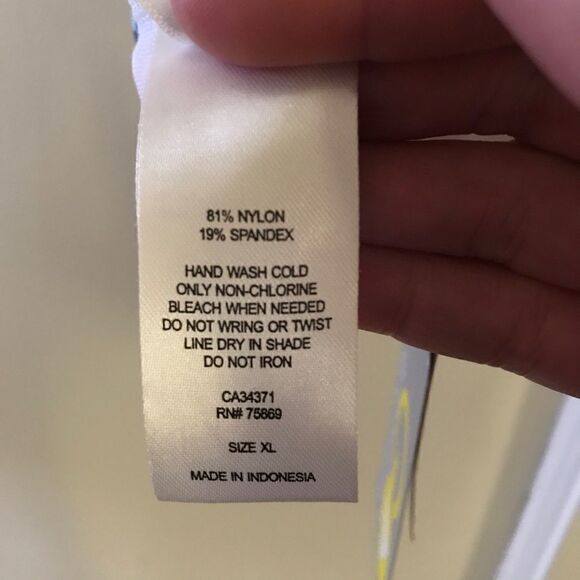 81% NYLON
19% SPANDEX
HAND WASH COLD
ONLY NON-CHLORINE
BLEACH WHEN NEEDED
DO NOT WRING OR TWIST
LINE DRY IN SHADE
DO NOT IRON
CA34371
RN# 75669
SIZE XL
MADE IN INDONESIA